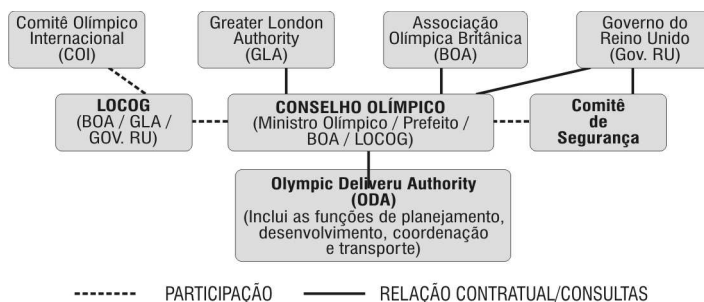 Comitê Olímpico
Internacional
(COI)
Greater London
Authority
(GLA)
Associação
Olímpica Britânica
(BOA)
Governo do
Reino Unido
(Gov. RU)
LOCOG
(BOA / GLA /
GOV. RU)
CONSELHO OLÍMPICO
(Ministro Olímpico / Prefeito /
BOA / LOCOG)
Comitê
de
Segurança
Olympic Deliveru Authority
(ODA)
(Inclui as funções de planejamento,
desenvolvimento, coordenação
e transporte)
PARTICIPAÇÃO
RELAÇÃO CONTRATUAL/CONSULTAS